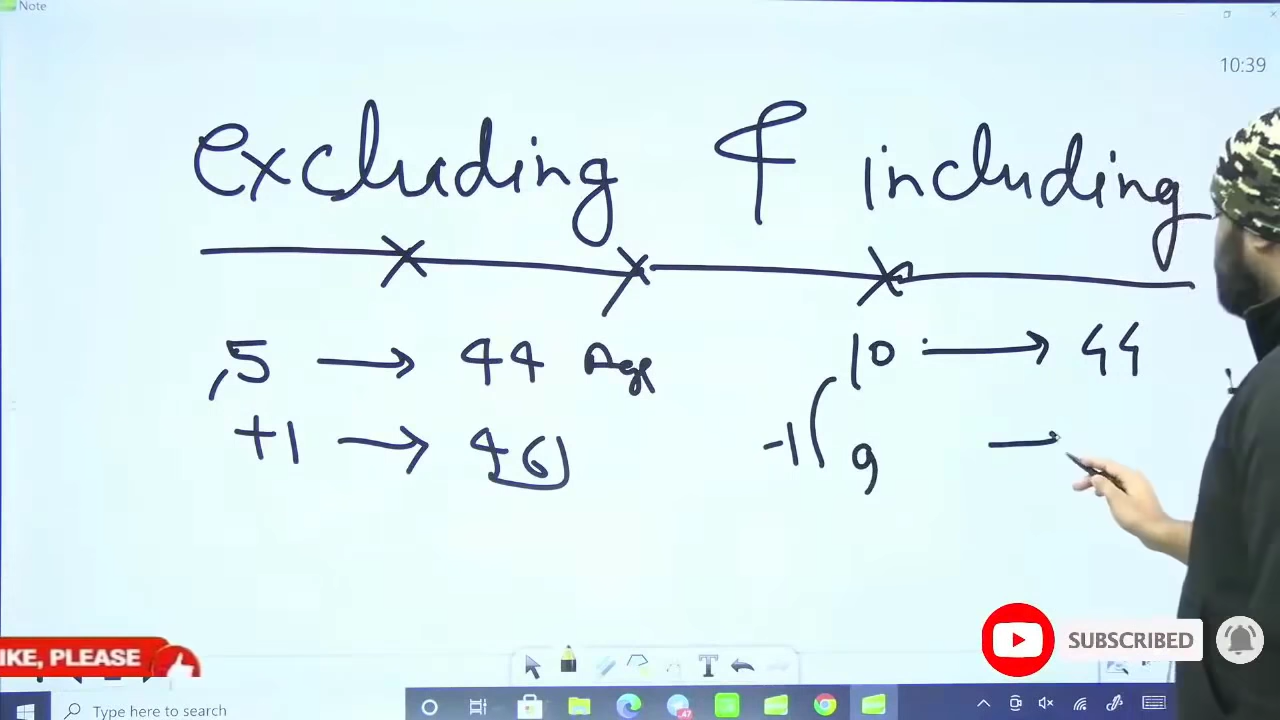 Note
10:39
excluding & including
,5 → 44 Age
10 → 44
+1 → 46
-1 9 →
IKE, PLEASE
SUBSCRIBED
47
Type here to search